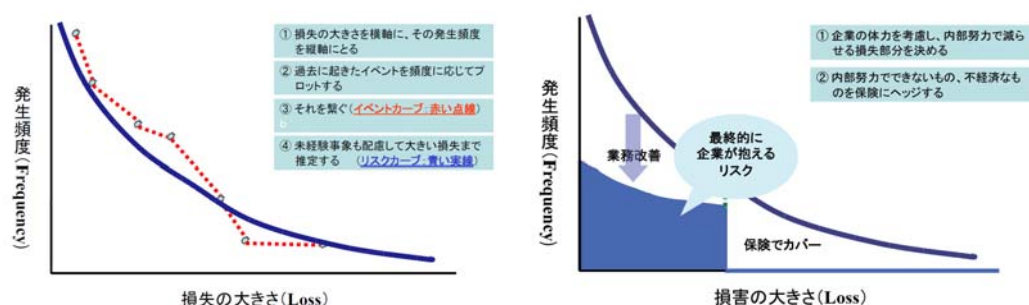 ① 損失の大きさを横軸に、その発生頻度
を縦軸にとる
② 過去に起きたイベントを頻度に応じてプ
ロットする
③ それを繋ぐ(イベントカーブ:赤い点線)
④ 未経験事象も配慮して大きい損失まで
推定する (リスクカーブ:青い実線)
発生頻度(Frequency)
損失の大きさ(Loss)
① 企業の体力を考慮し、内部努力で減ら
せる損失部分を決める
② 内部努力でできないもの、不経済なも
のを保険にヘッジする
発生頻度(Frequency)
業務改善
最終的に
企業が抱える
リスク
保険でカバー
損害の大きさ(Loss)